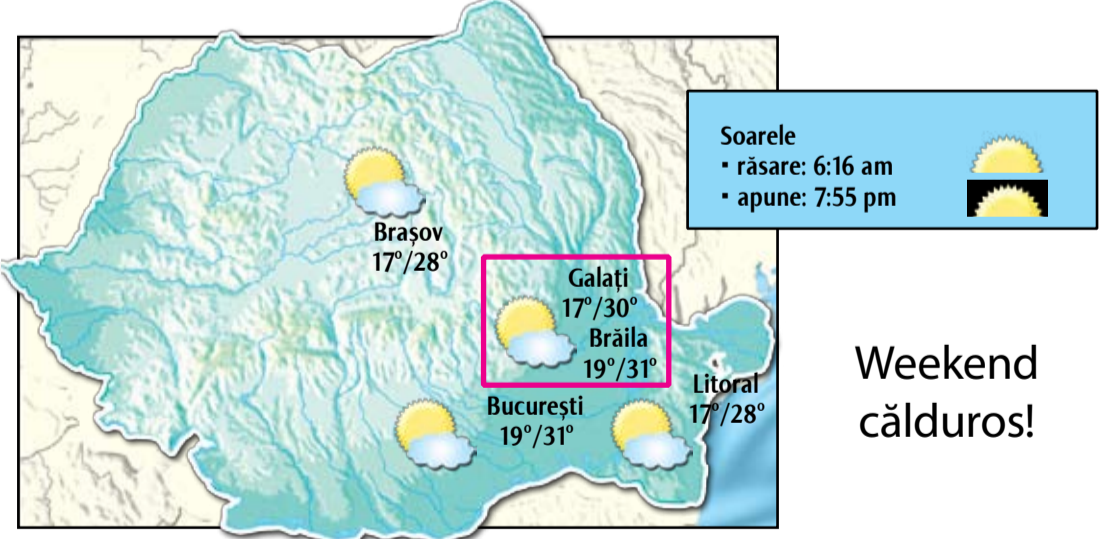 Soarele
▪ răsare: 6:16 am
▪ apune: 7:55 pm
Brașov
17º/28º
Galați
17º/30º
Brăila
19º/31º
Litoral
17º/28º
București
19º/31º
Weekend
călduros!